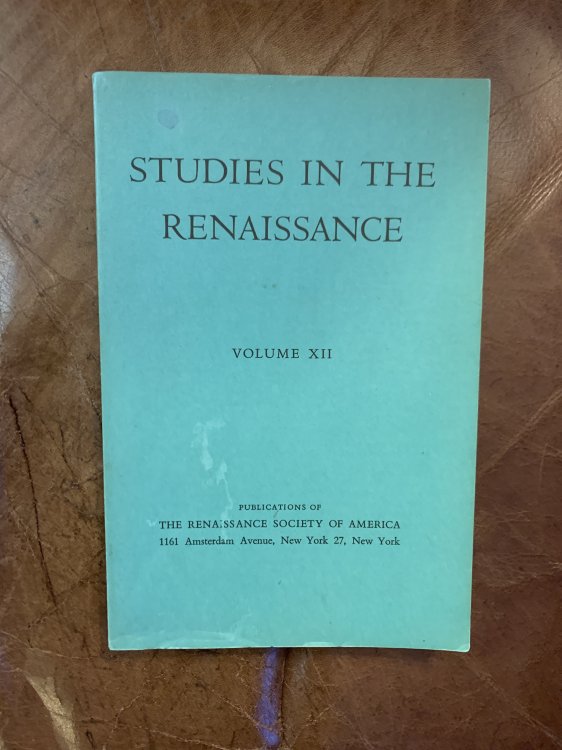 STUDIES IN THE
RENAISSANCE
VOLUME XII
PUBLICATIONS OF
THE RENAISSANCE SOCIETY OF AMERICA
1161 Amsterdam Avenue, New York 27, New York